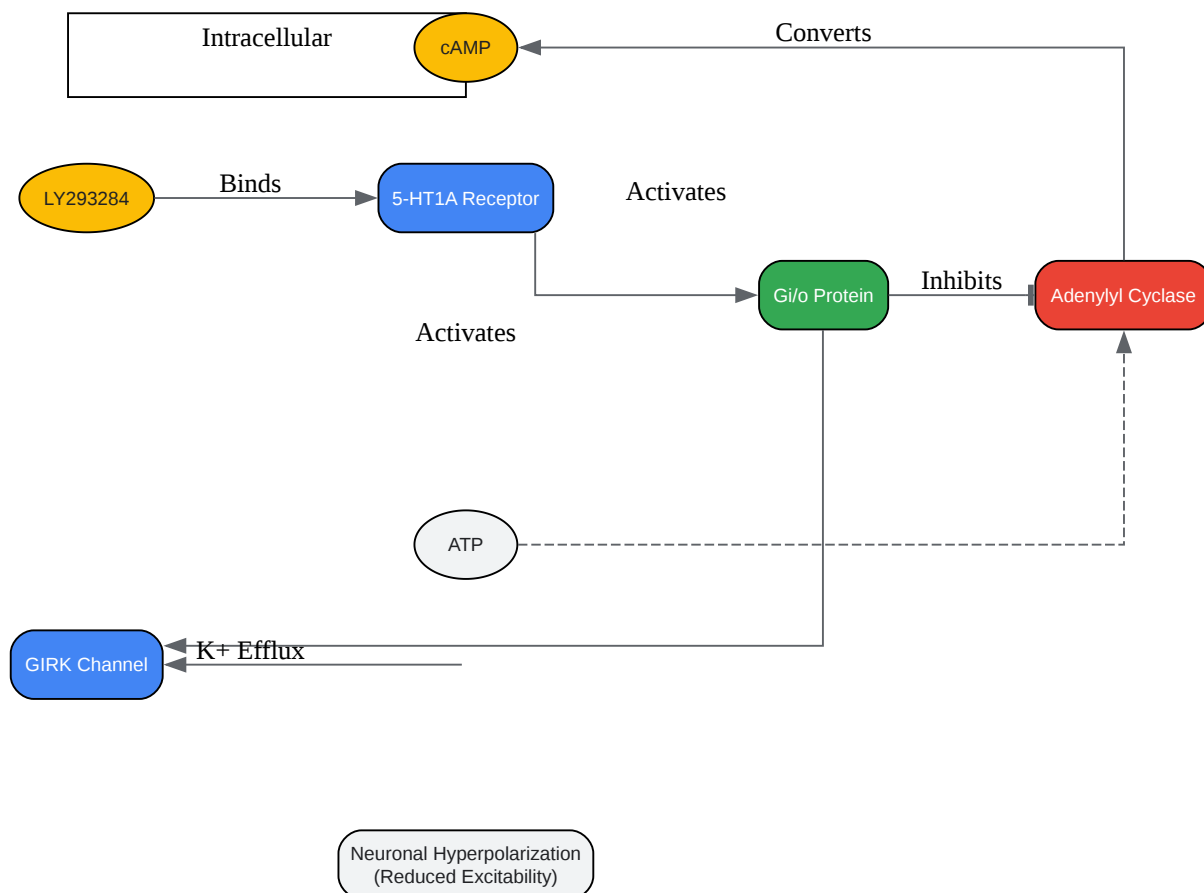 Intracellular
cAMP
Converts
LY293284
Binds
5-HT1A Receptor
Activates
Gi/o Protein
Inhibits
Adenylyl Cyclase
Activates
ATP
GIRK Channel
K+ Efflux
Neuronal Hyperpolarization
(Reduced Excitability)